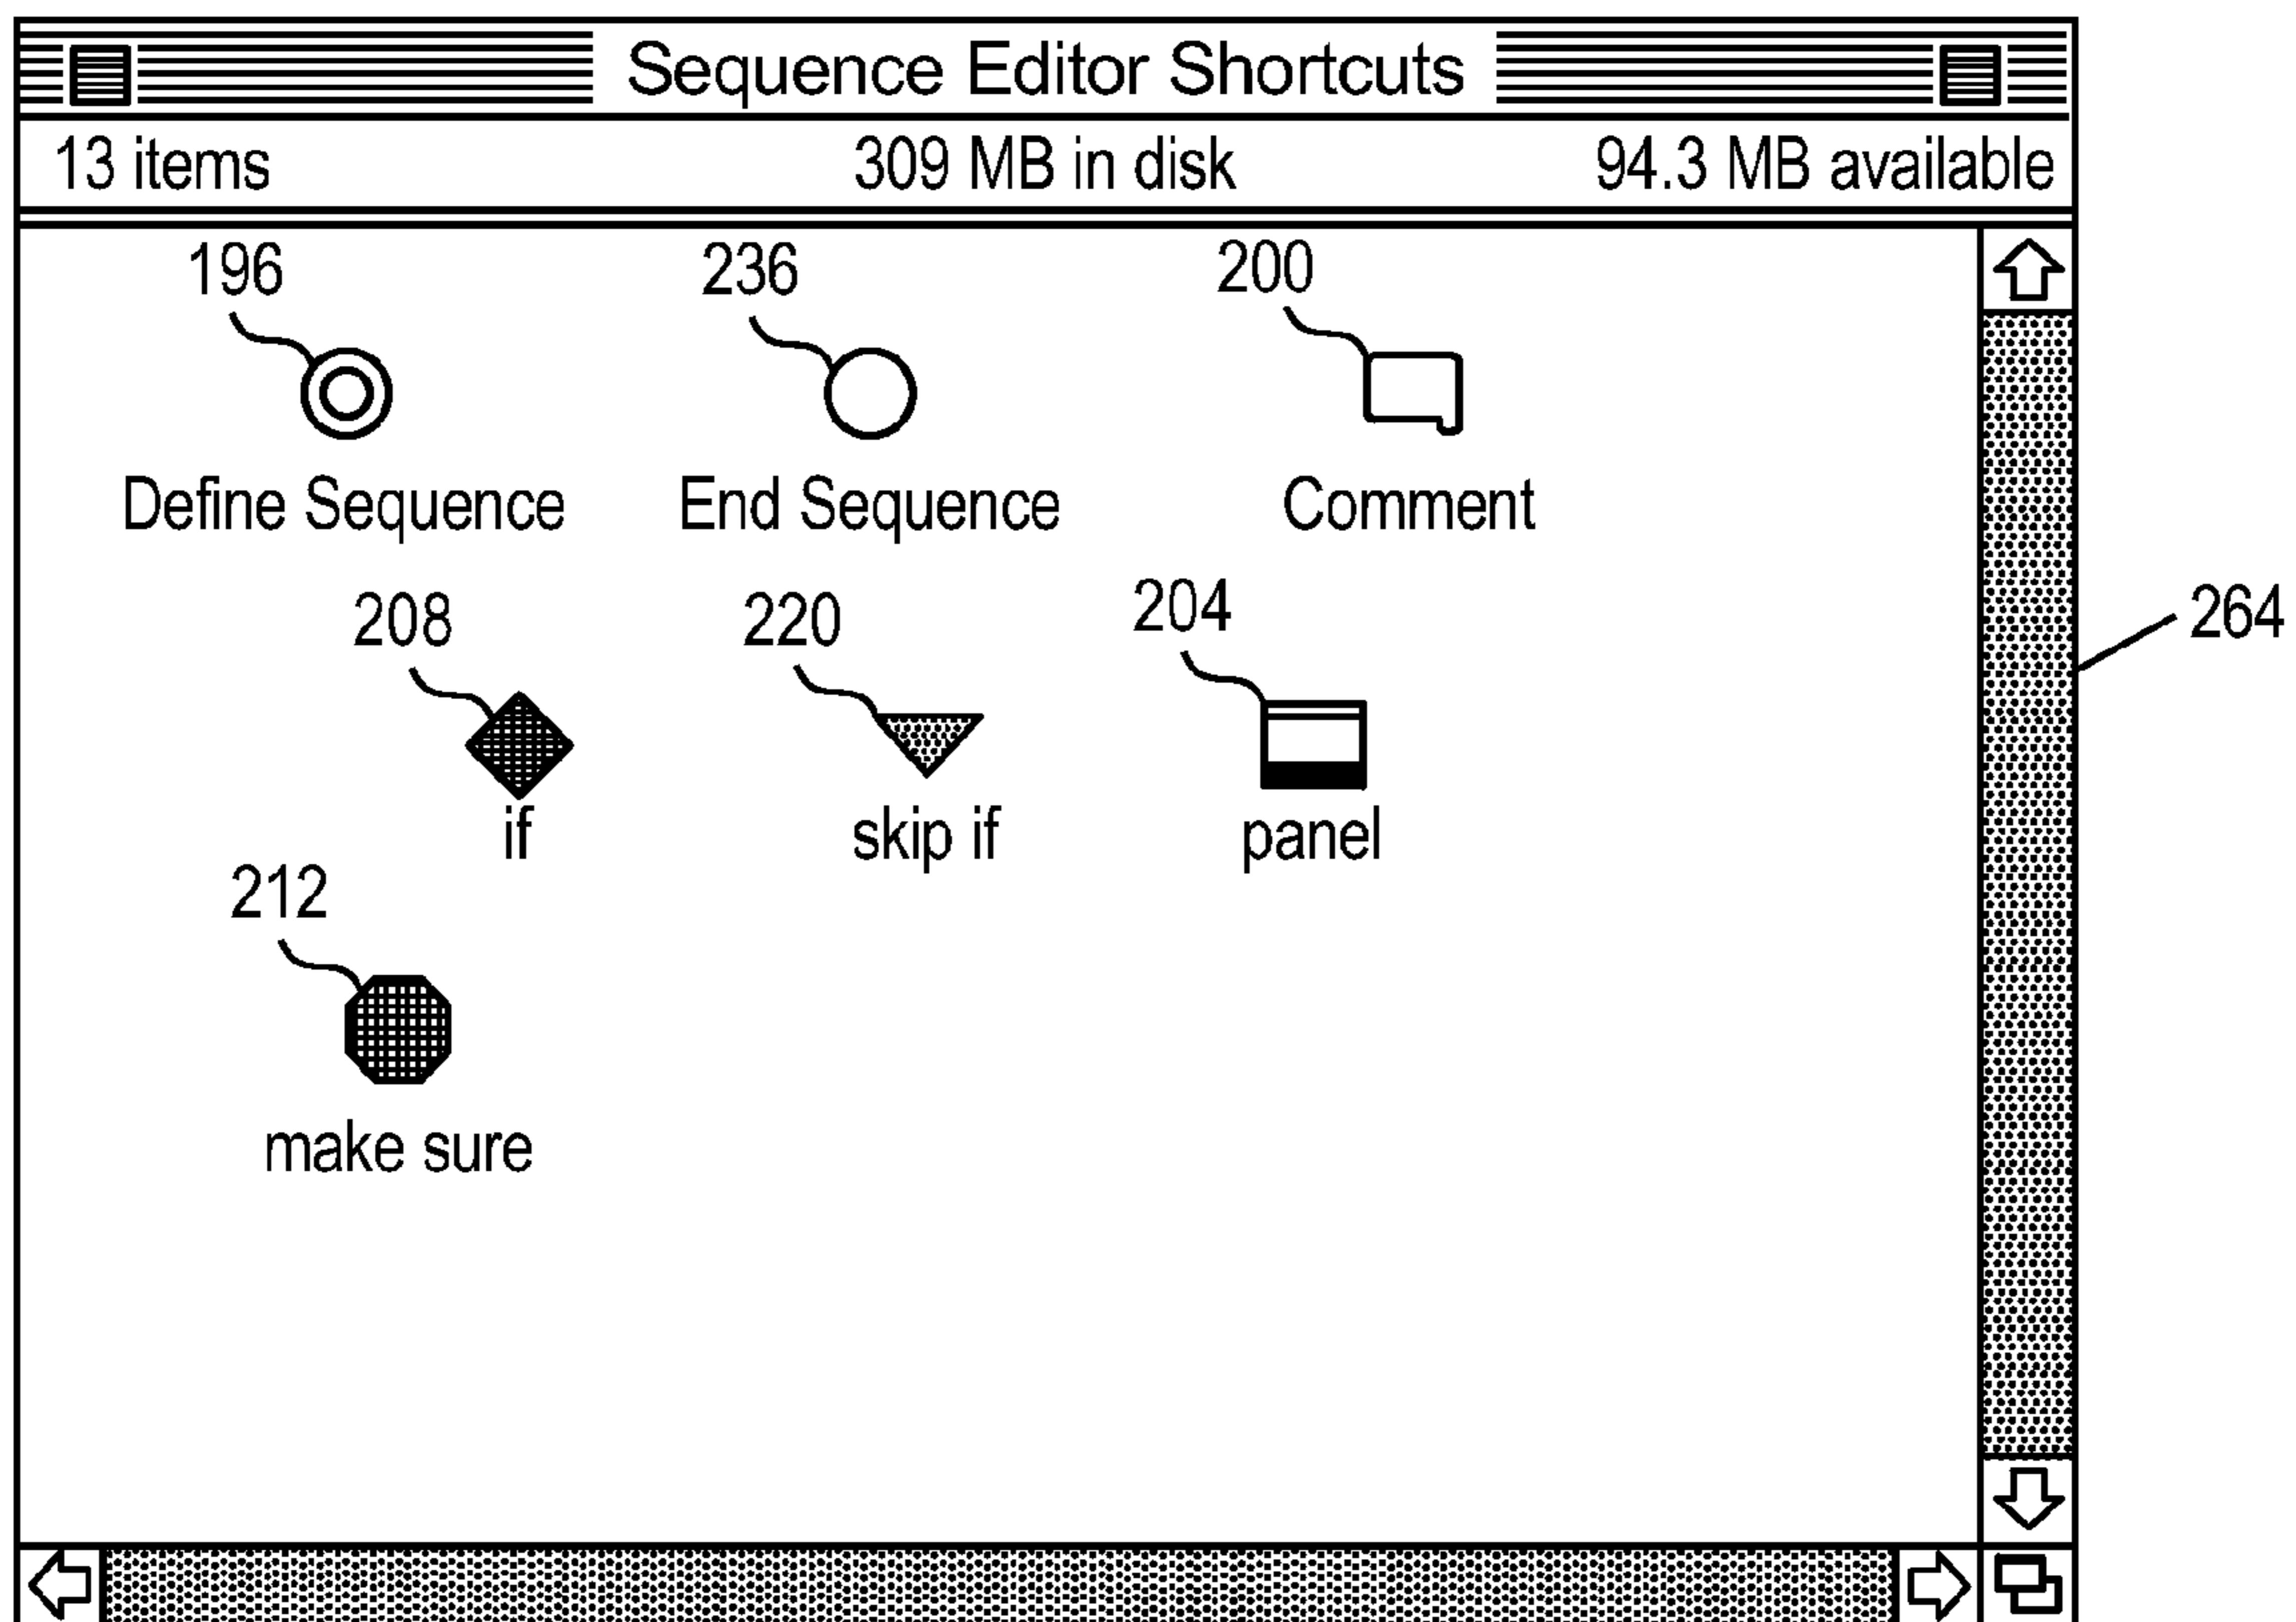 Sequence Editor Shortcuts
13 items 309 MB in disk 94.3 MB available
196 236 200
Define Sequence End Sequence Comment
208 220 204
264
if skip if panel
212
make sure